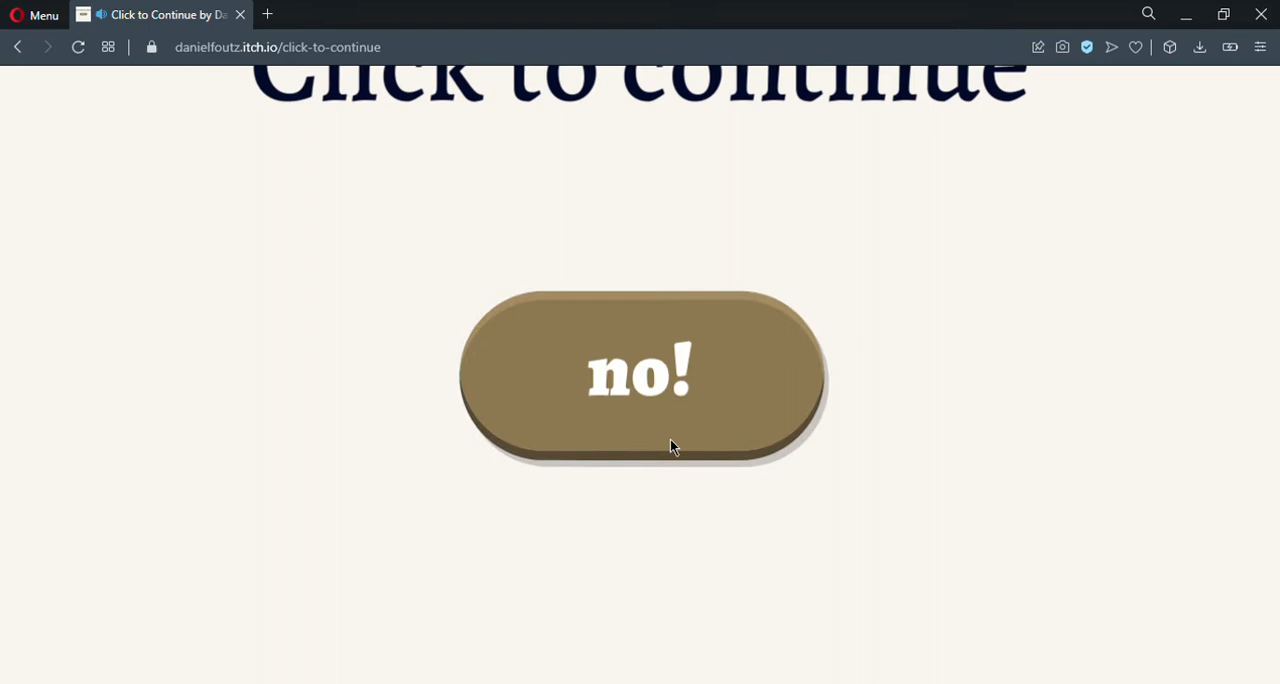 Menu
Click to Continue by Da
danielfoutz.itch.io/click-to-continue
Click to continue
no!